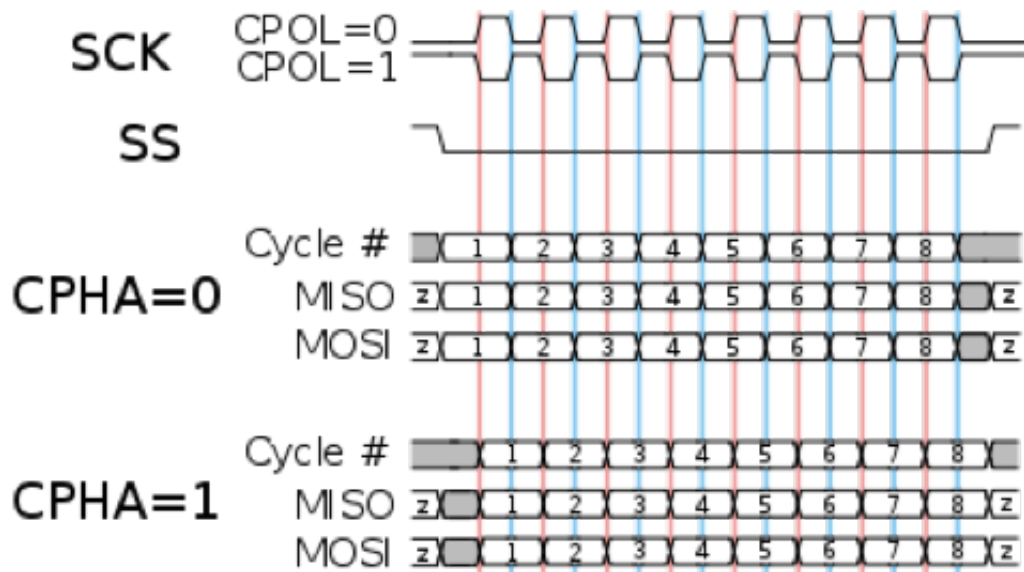 SCK CPOL=0
CPOL=1
SS
Cycle # 1 2 3 4 5 6 7 8
CPHA=0 MISO z 1 2 3 4 5 6 7 8 z
MOSI z 1 2 3 4 5 6 7 8 z
Cycle # 1 2 3 4 5 6 7 8
CPHA=1 MISO z 1 2 3 4 5 6 7 8 z
MOSI z 1 2 3 4 5 6 7 8 z